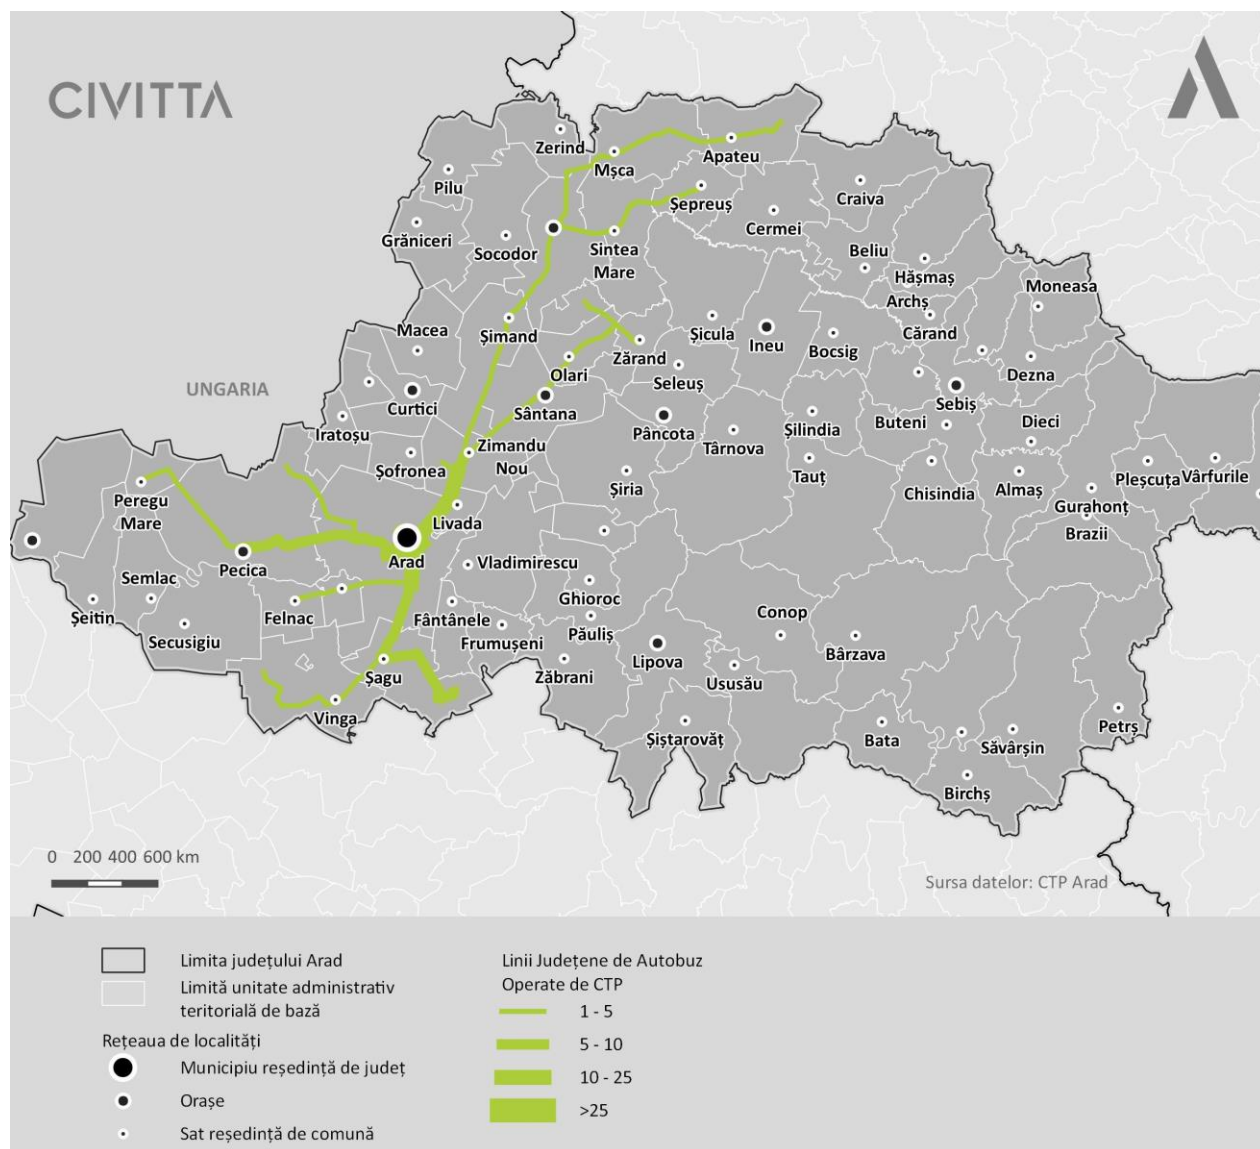 CIVITTA
Zerind
Mșca
Apateu
Pilu
Șepreuș
Craiva
Grăniceri
Socodor
Sintea
Mare
Cermei
Beliu
Hășmaș
Archș
Moneasa
Macea
Șimand
Șicula
Ineu
Bocsig
Cărand
UNGARIA
Olari
Zărand
Seleuș
Dezna
Curtici
Sântana
Sebiș
Iratoșu
Pâncota
Târnova
Șilindia
Buteni
Dieci
Șofronea
Zimandu
Nou
Peregu
Mare
Șiria
Taut
Chisindia
Almaș
Pleșcuța
Vârfurile
Gurahonț
Brazii
Livada
Arad
Pecica
Vladimirescu
Semlac
Ghioroc
Șeitin
Felnac
Fântânele
Conop
Secusigiu
Frumușeni
Păuliș
Lipova
Bârzava
Șagu
Zăbrani
Ususău
Vinga
Șiștarovăț
Bata
Săvârșin
Petrș
Birchș
0 200 400 600 km
Sursa datelor: CTP Arad
Limita județului Arad
Limită unitate administrativ
teritorială de bază
Rețeaua de localități
Municipiu reședință de județ
Orașe
Sat reședință de comună
Linii Județene de Autobuz
Operate de CTP
1 - 5
5 - 10
10 - 25
>25